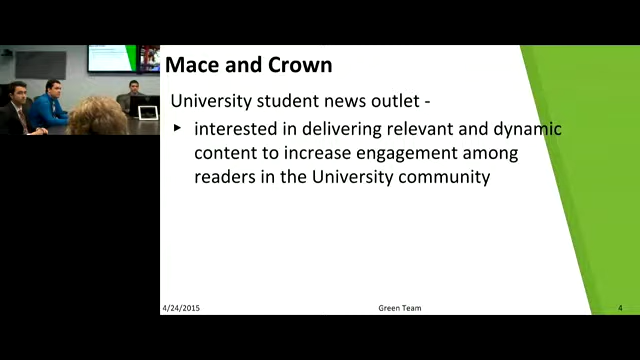 Mace and Crown
University student news outlet -
interested in delivering relevant and dynamic
content to increase engagement among
readers in the University community
4/24/2015 Green Team 4